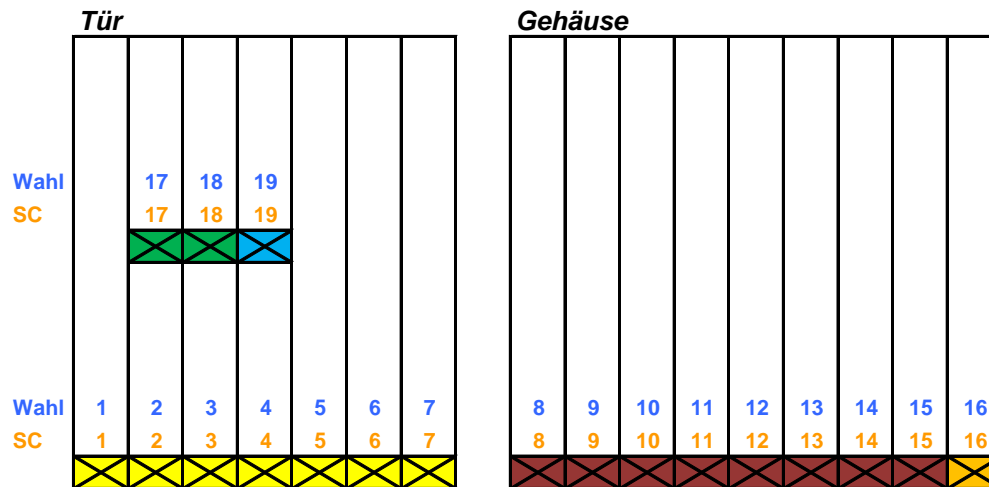 Tür Gehäuse
Wahl 17 18 19
SC 17 18 19
Wahl 1 2 3 4 5 6 7 8 9 10 11 12 13 14 15 16
SC 1 2 3 4 5 6 7 8 9 10 11 12 13 14 15 16